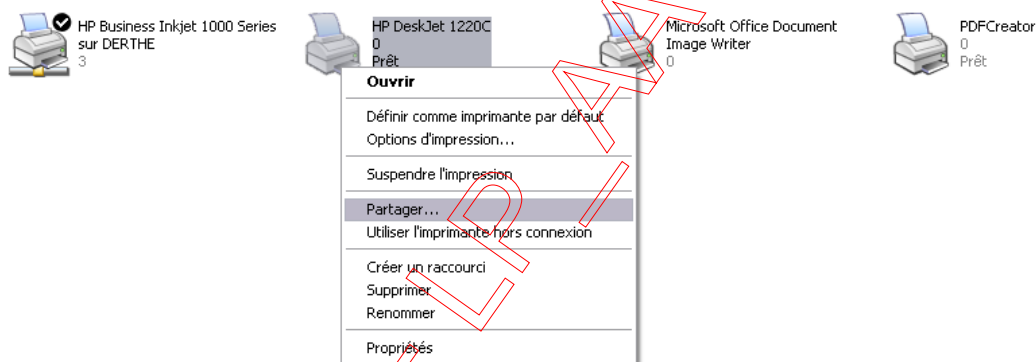 HP Business Inkjet 1000 Series
sur DERTHE
3
HP DeskJet 1220C
0
Prêt
Microsoft Office Document
Image Writer
0
PDFCreator
0
Prêt
Ouvrir
Définir comme imprimante par défaut
Options d'impression...
Suspendre l'impression
Partager...
Utiliser l'imprimante hors connexion
Créer un raccourci
Supprimer
Renommer
Propriétés